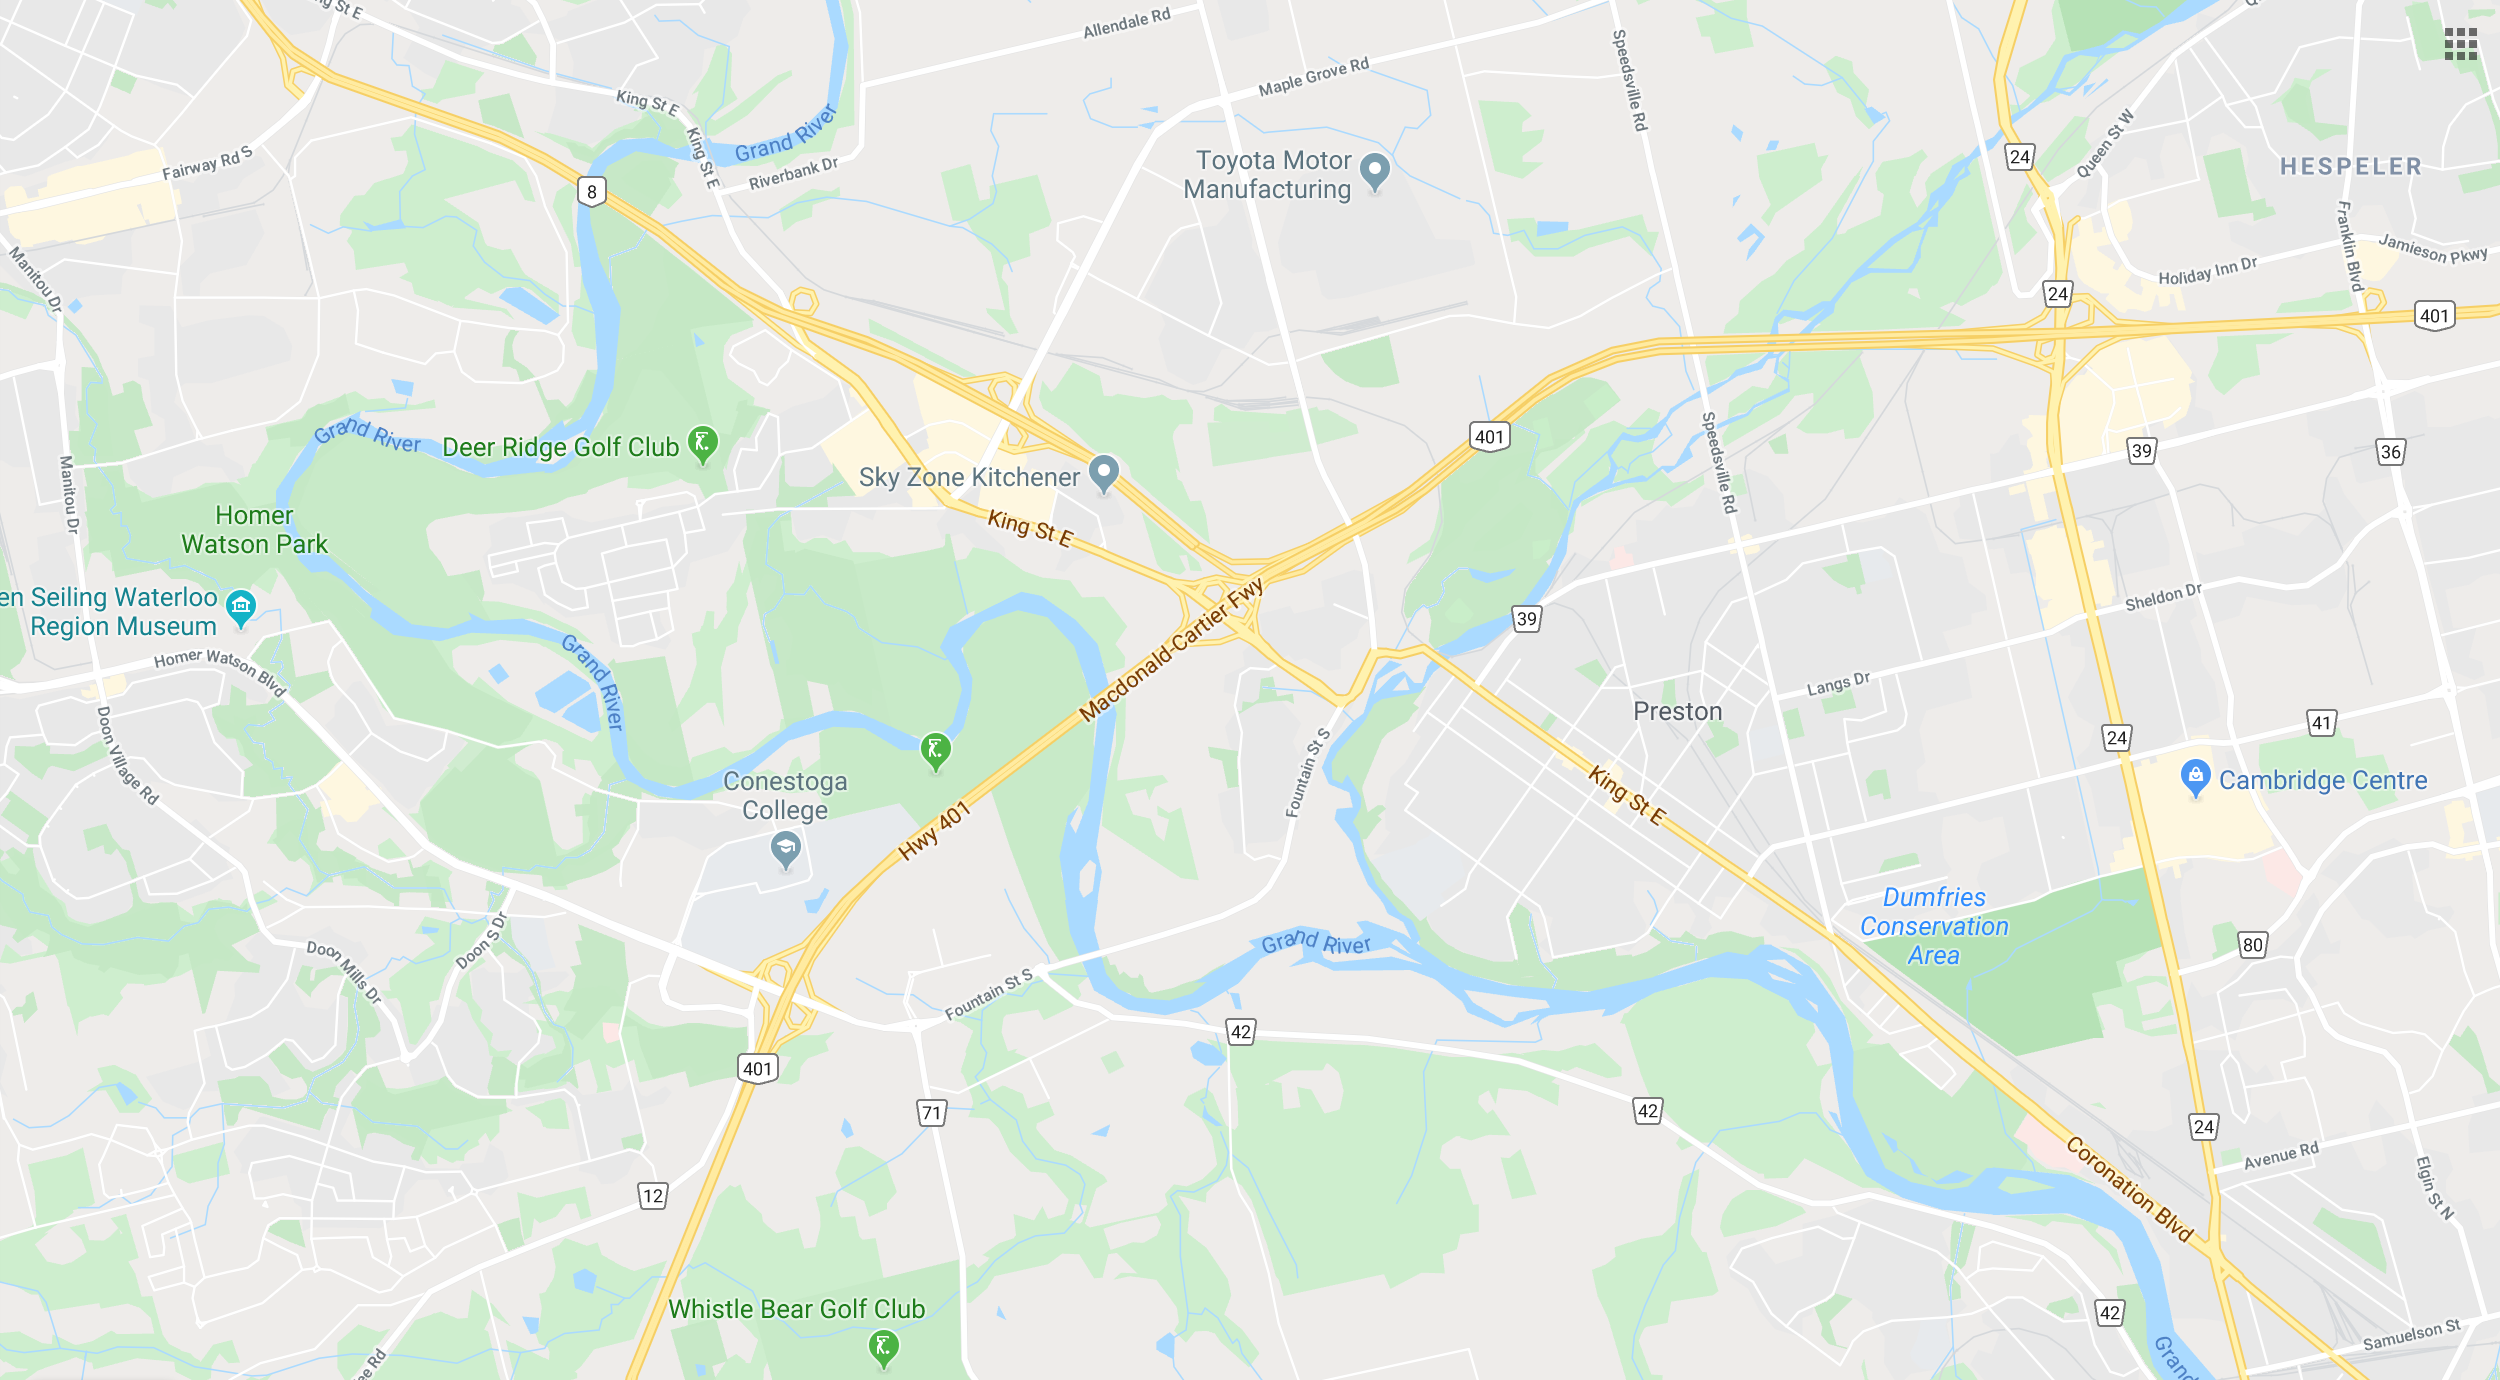 ng St E
Allendale Rd
King St E
Maple Grove Rd
Speedsville Rd
24
Queen St W
HESPELER
Fairway Rd S
King St E
Grand River
Riverbank Dr
Toyota Motor
Manufacturing
8
Manitou Dr
Franklin Blvd
Jamieson Pkwy
Holiday Inn Dr
24
401
Grand River
Deer Ridge Golf Club
401
39
36
Sky Zone Kitchener
Speedsville Rd
Manitou Dr
Homer
Watson Park
King St E
en Seiling Waterloo
Region Museum
Macdonald-Cartier Fwy
39
Sheldon Dr
Homer Watson Blvd
Grand River
Langs Dr
Preston
41
24
Doon Village Rd
Fountain St S
King St E
Cambridge Centre
Conestoga
College
Hwy 401
Dumfries
Conservation
Area
Doon S Dr
Doon Mills Dr
Grand River
80
Fountain St S
42
401
71
42
24
Coronation Blvd
Avenue Rd
Elgin St N
12
Whistle Bear Golf Club
42
Samuelson St
Grand
ee Rd